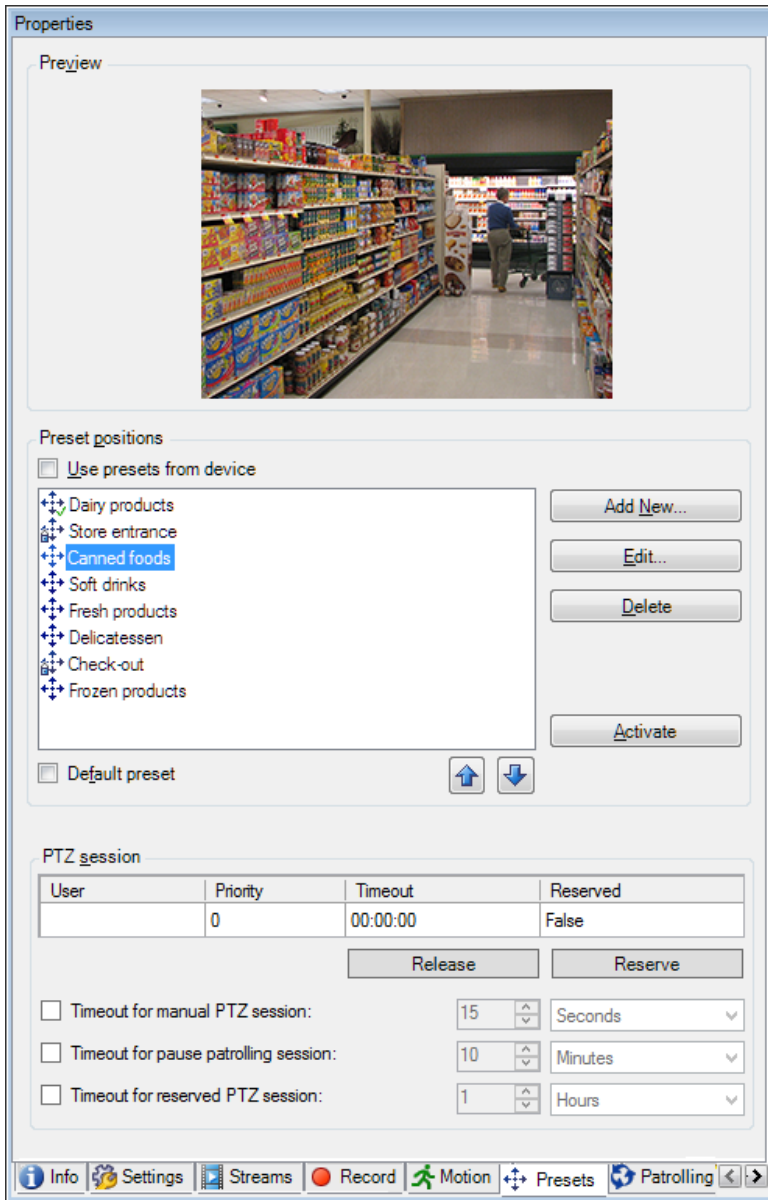 Properties
Preview
Preset positions
Use presets from device
Dairy products
Store entrance
Canned foods
Soft drinks
Fresh products
Delicatessen
Check-out
Frozen products
Add New...
Edit...
Delete
Activate
Default preset
PTZ session
User Priority Timeout Reserved
0 00:00:00 False
Release Reserve
Timeout for manual PTZ session: 15 Seconds
Timeout for pause patrolling session: 10 Minutes
Timeout for reserved PTZ session: 1 Hours
Info Settings Streams Record Motion Presets Patrolling